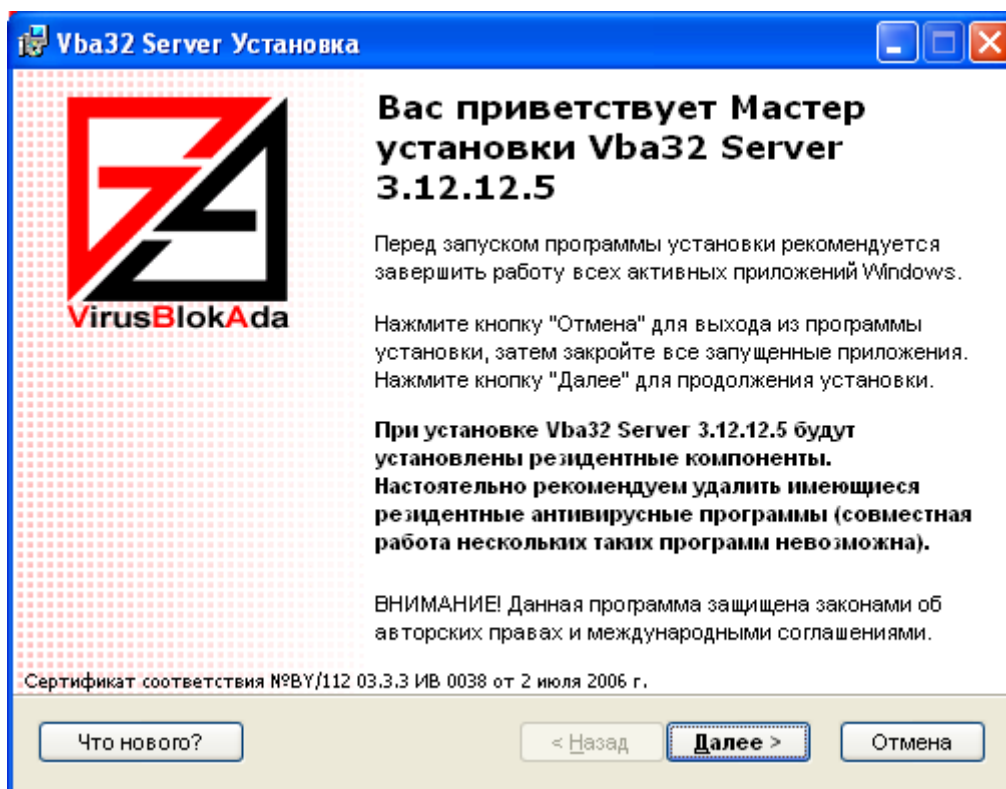 Vba32 Server Установка
VirusBlokAda
Вас приветствует Мастер
установки Vba32 Server
3.12.12.5
Перед запуском программы установки рекомендуется
завершить работу всех активных приложений Windows.
Нажмите кнопку "Отмена" для выхода из программы
установки, затем закройте все запущенные приложения.
Нажмите кнопку "Далее" для продолжения установки.
При установке Vba32 Server 3.12.12.5 будут
установлены резидентные компоненты.
Настоятельно рекомендуем удалить имеющиеся
резидентные антивирусные программы (совместная
работа нескольких таких программ невозможна).
ВНИМАНИЕ! Данная программа защищена законами об
авторских правах и международными соглашениями.
Сертификат соответствия №BY/112 03.3.3 ИВ 0038 от 2 июля 2006 г.
Что нового?
< Назад
Далее >
Отмена